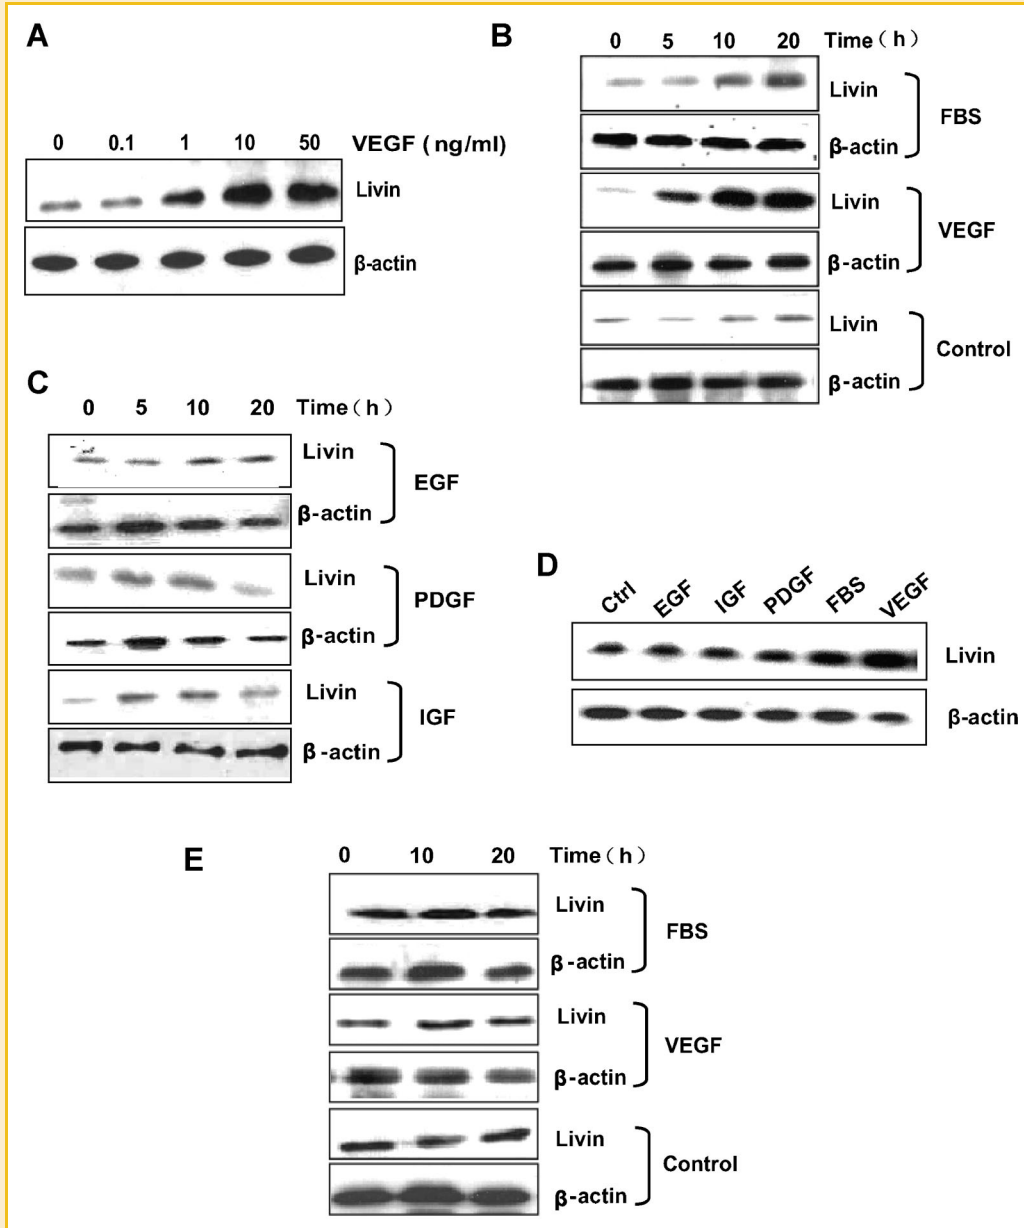 A
0 0.1 1 10 50 VEGF ( ng/ml)
Livin
β-actin
B
0 5 10 20 Time（h）
Livin
FBS
β-actin
Livin
VEGF
β-actin
Livin
Control
β-actin
C
0 5 10 20 Time（h）
Livin
EGF
β-actin
Livin
PDGF
β-actin
Livin
IGF
β-actin
D
Ctrl EGF IGF PDGF FBS VEGF
Livin
β-actin
E
0 10 20 Time（h）
Livin
FBS
β-actin
Livin
VEGF
β-actin
Livin
Control
β-actin